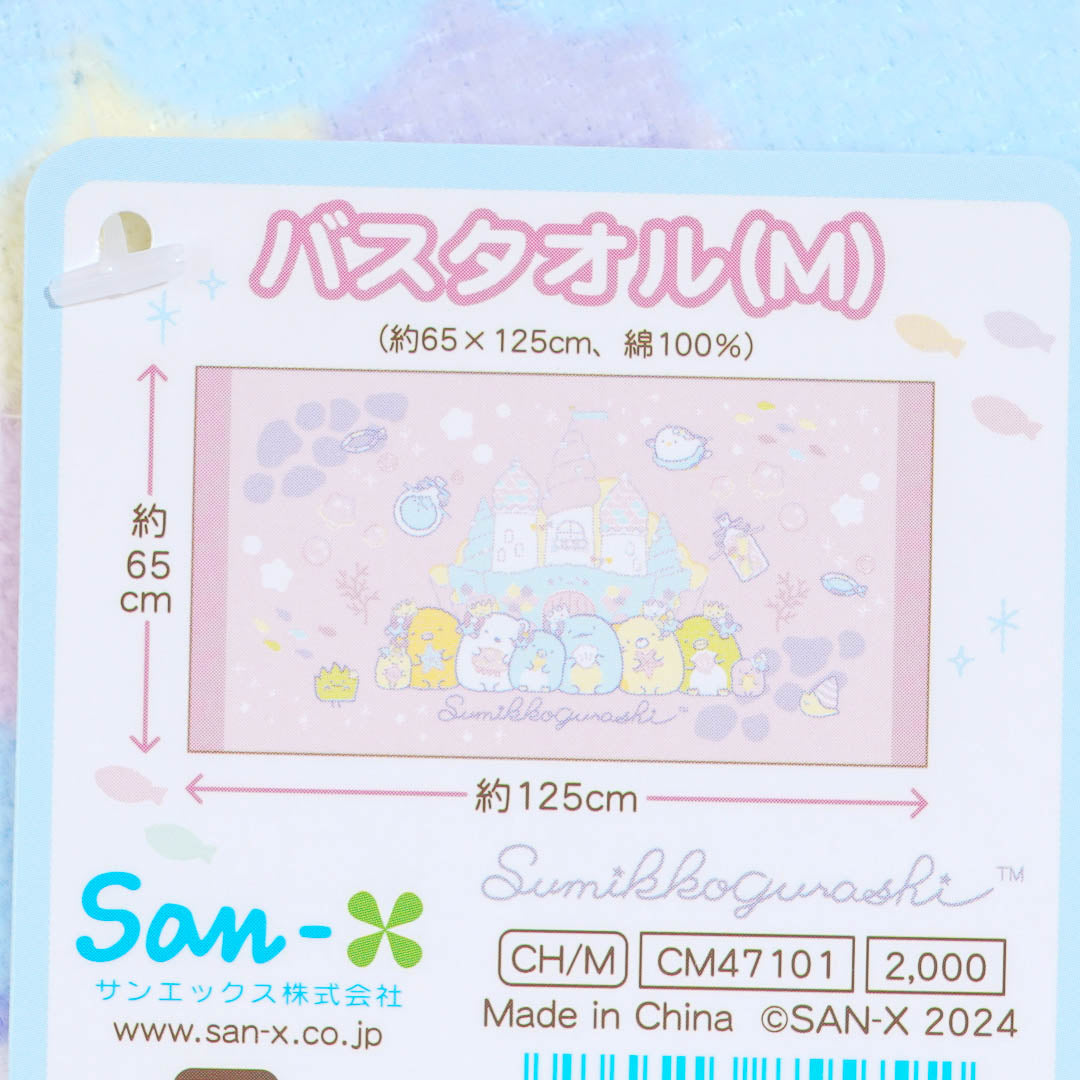 バスタオル(M)
(約65×125cm、綿100%)
約
65
cm
Sumikkogurashi™
約125cm
Sumikkogurashi™
San-X
サンエックス株式会社
www.san-x.co.jp
CH/M CM47101 2,000
Made in China ©SAN-X 2024